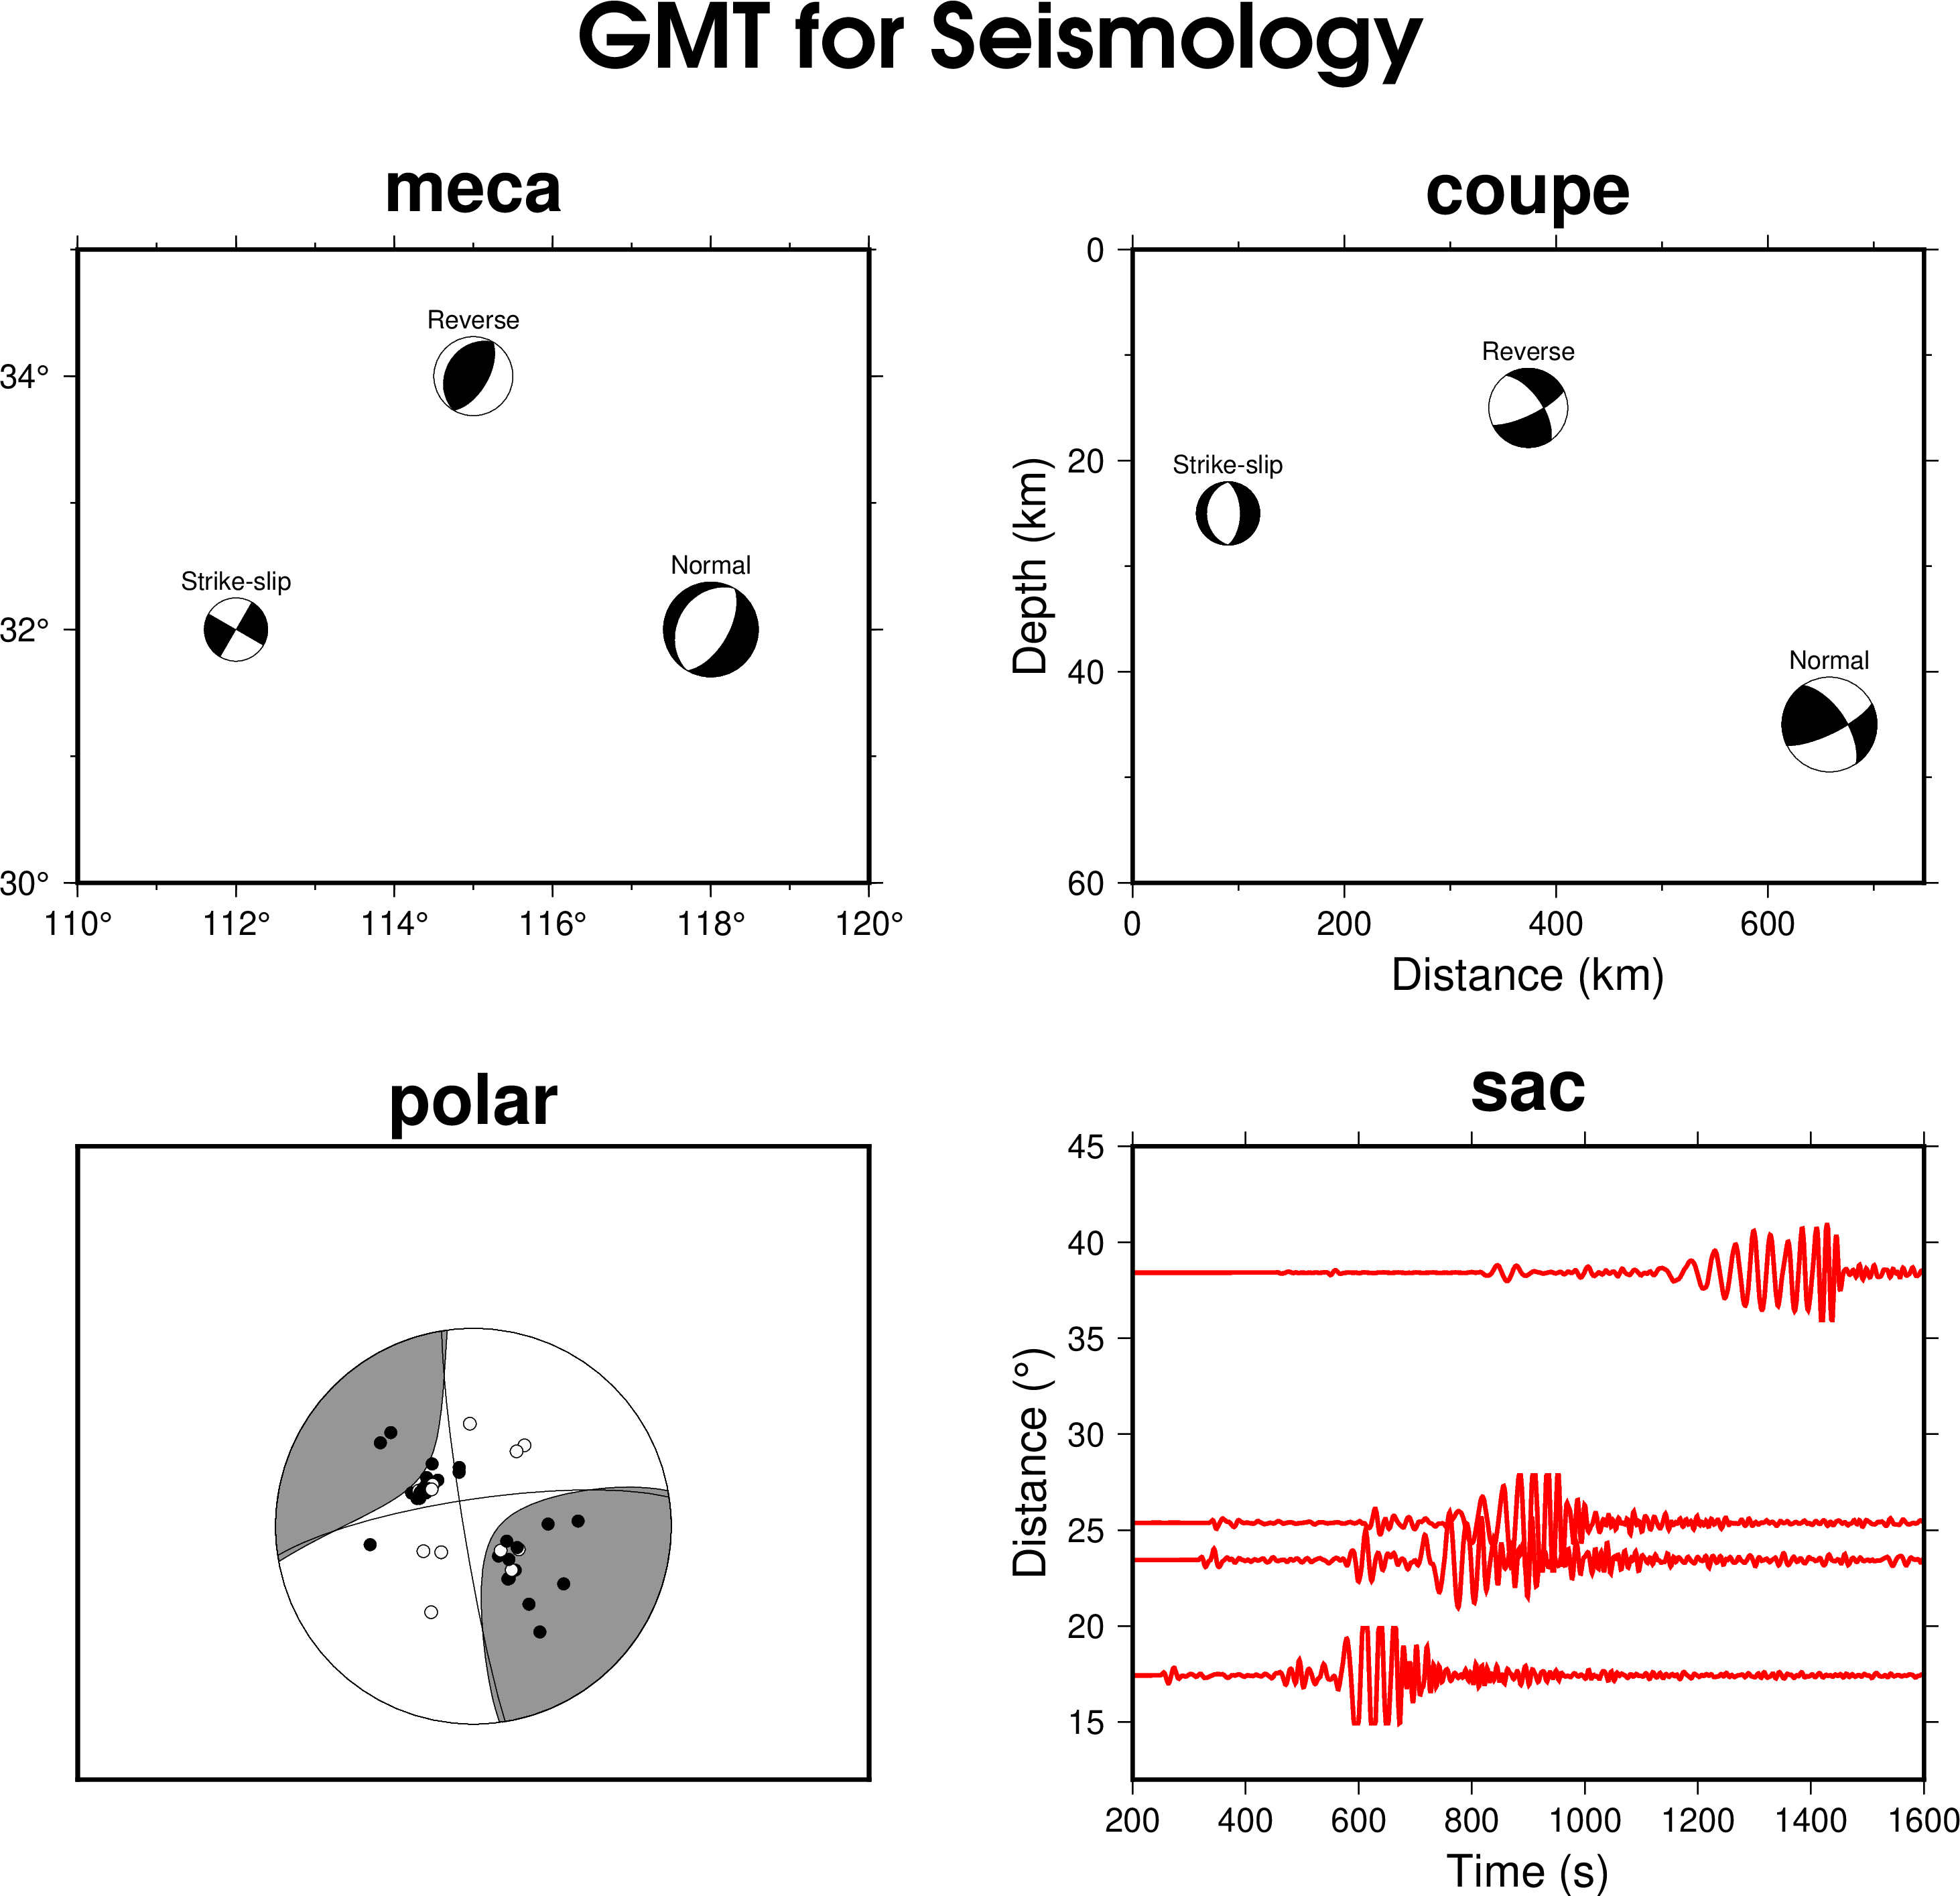 GMT for Seismology
meca
Reverse
Strike-slip
Normal
34°
32°
30°
110° 112° 114° 116° 118° 120°
coupe
Depth (km)
0
20
40
60
Reverse
Strike-slip
Normal
0 200 400 600
Distance (km)
polar
sac
Distance (°)
45
40
35
30
25
20
15
200 400 600 800 1000 1200 1400 1600
Time (s)